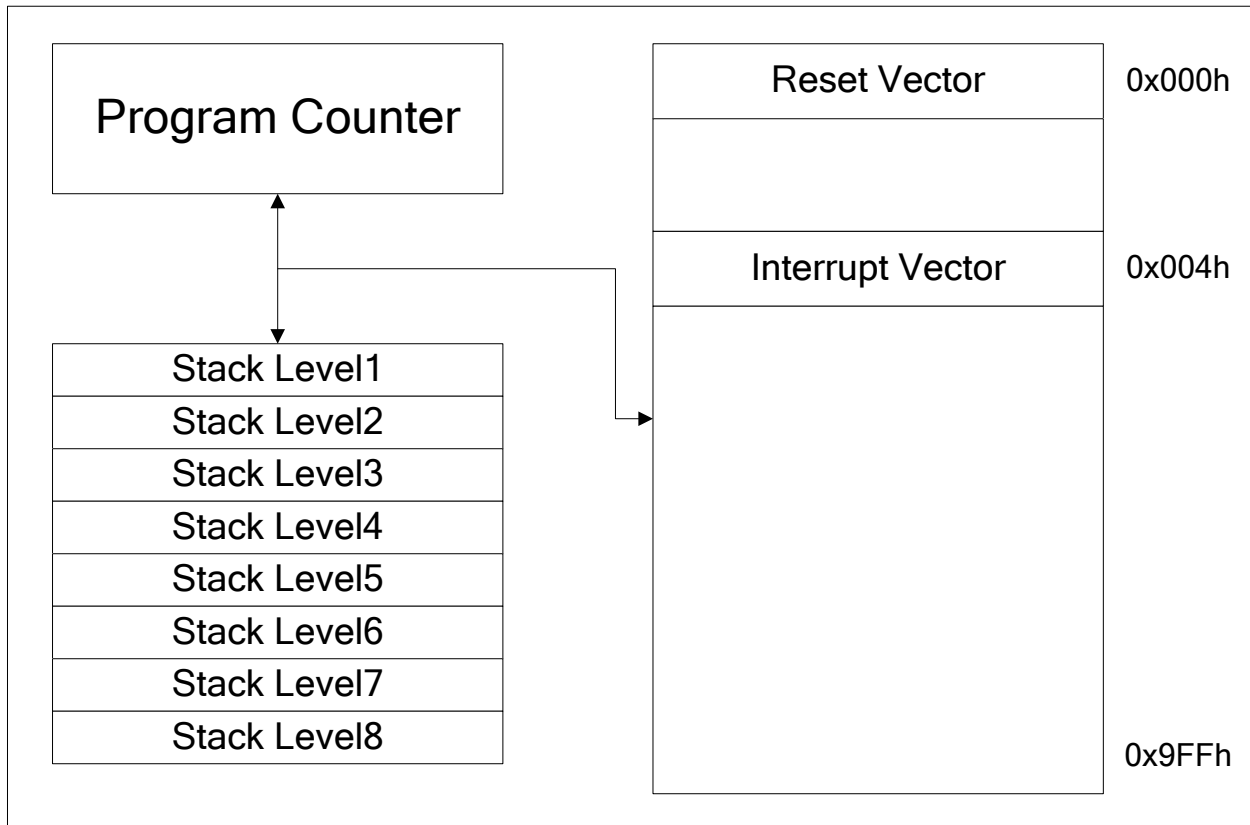 Program Counter
Stack Level1
Stack Level2
Stack Level3
Stack Level4
Stack Level5
Stack Level6
Stack Level7
Stack Level8
Reset Vector
0x000h
Interrupt Vector
0x004h
0x9FFh